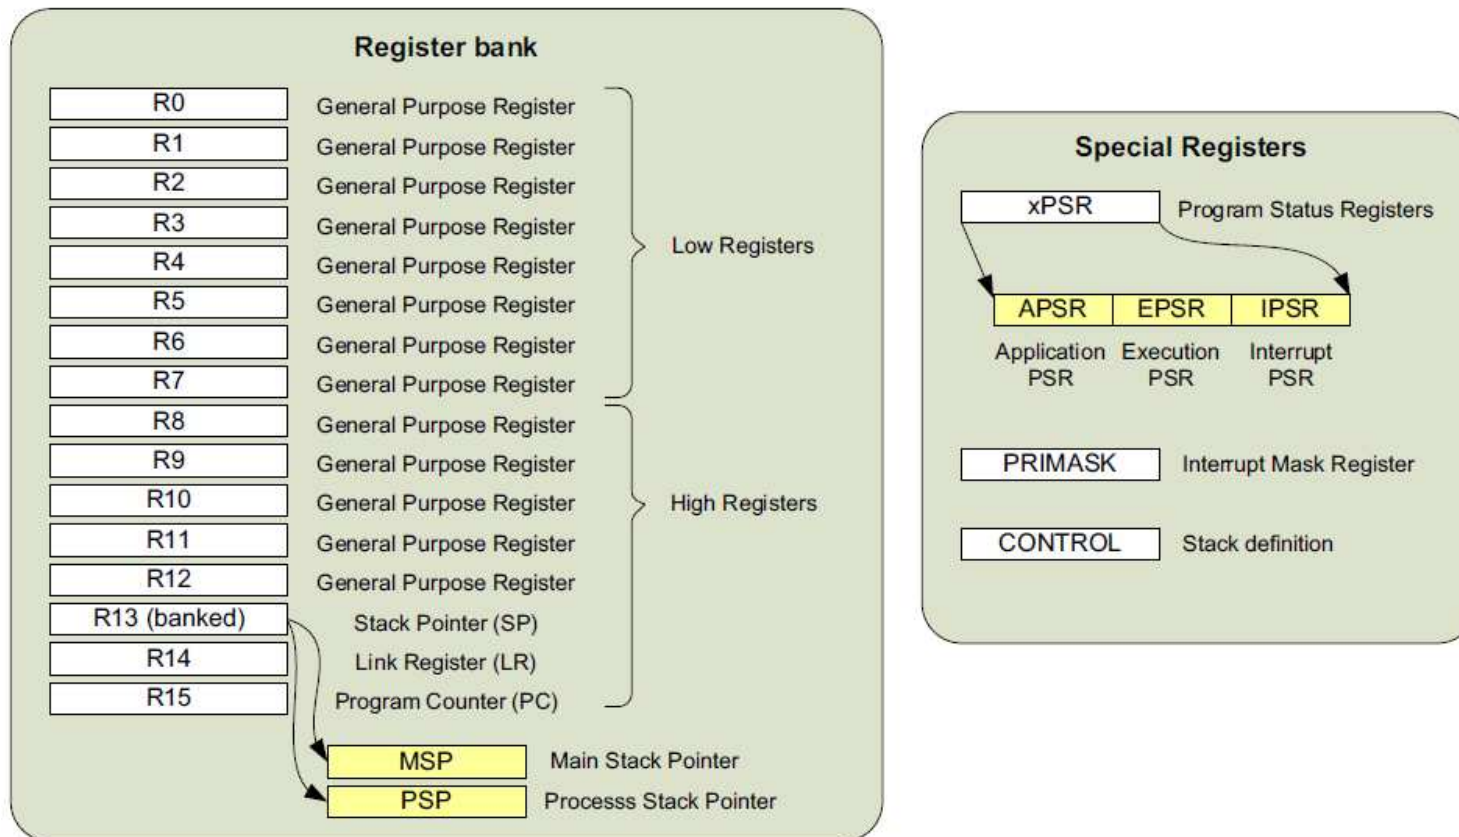 Register bank
R0 General Purpose Register
R1 General Purpose Register
R2 General Purpose Register
R3 General Purpose Register
R4 General Purpose Register
R5 General Purpose Register
R6 General Purpose Register
R7 General Purpose Register
Low Registers
R8 General Purpose Register
R9 General Purpose Register
R10 General Purpose Register
R11 General Purpose Register
R12 General Purpose Register
R13 (banked) Stack Pointer (SP)
R14 Link Register (LR)
R15 Program Counter (PC)
High Registers
MSP Main Stack Pointer
PSP Processs Stack Pointer
Special Registers
xPSR Program Status Registers
APSR EPSR IPSR
Application Execution Interrupt
PSR PSR PSR
PRIMASK Interrupt Mask Register
CONTROL Stack definition